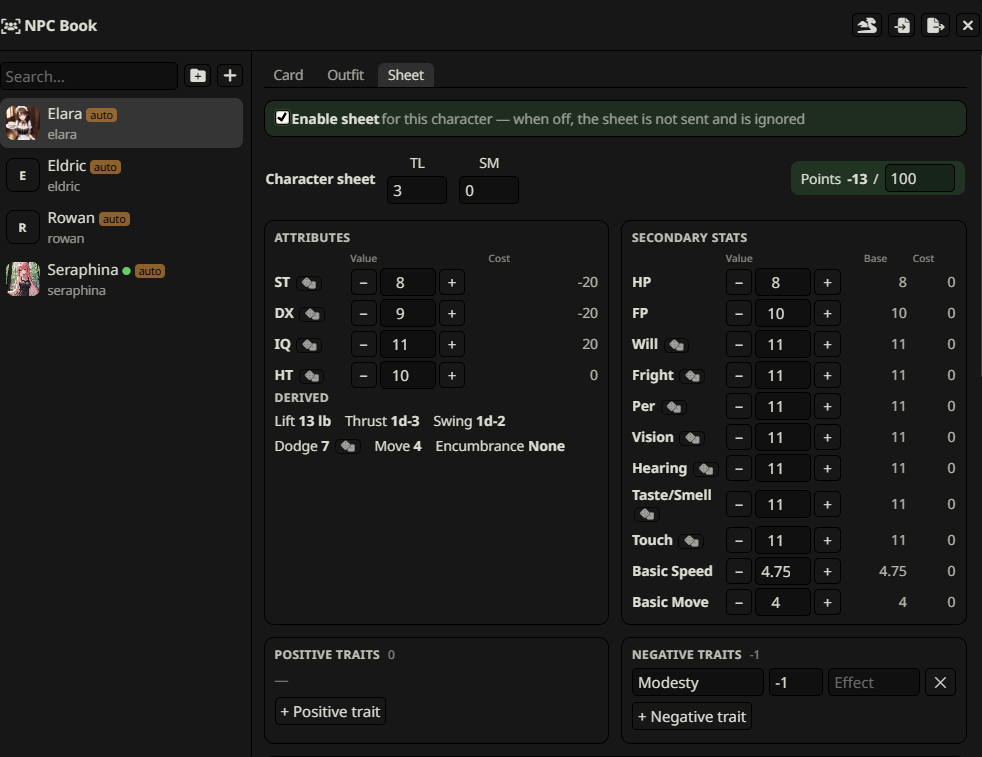 NPC Book
Search...
Elara auto
elara
E
Eldric auto
eldric
R
Rowan auto
rowan
Seraphina auto
seraphina
Card Outfit Sheet
Enable sheet for this character — when off, the sheet is not sent and is ignored
Character sheet
TL SM
3 0
Points -13 / 100
ATTRIBUTES
Value Cost
ST − 8 + -20
DX − 9 + -20
IQ − 11 + 20
HT − 10 + 0
DERIVED
Lift 13 lb Thrust 1d-3 Swing 1d-2
Dodge 7 Move 4 Encumbrance None
SECONDARY STATS
Value Base Cost
HP − 8 + 8 0
FP − 10 + 10 0
Will − 11 + 11 0
Fright − 11 + 11 0
Per − 11 + 11 0
Vision − 11 + 11 0
Hearing − 11 + 11 0
Taste/Smell − 11 + 11 0
Touch − 11 + 11 0
Basic Speed − 4.75 + 4.75 0
Basic Move − 4 + 4 0
POSITIVE TRAITS 0
—
+ Positive trait
NEGATIVE TRAITS -1
Modesty -1 Effect
+ Negative trait